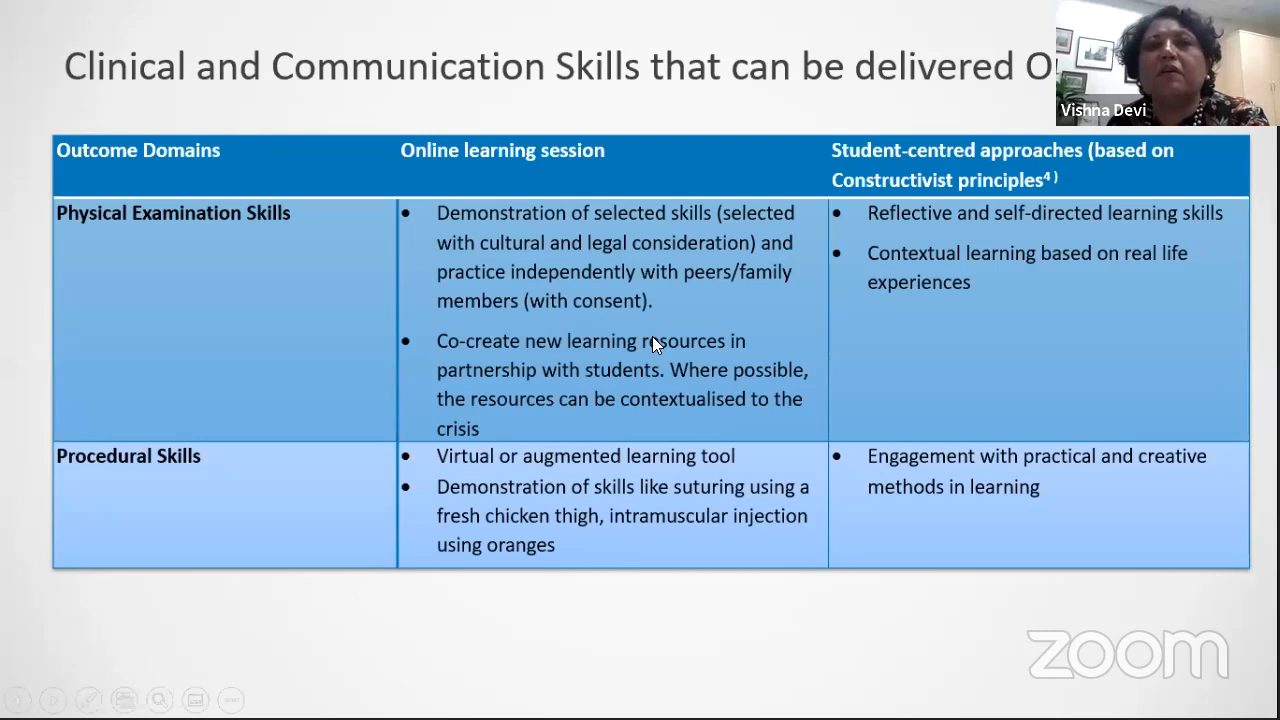 Clinical and Communication Skills that can be delivered O
Vishna Devi
Outcome Domains
Online learning session
Student-centred approaches (based on
Constructivist principles⁴ )
Physical Examination Skills
• Demonstration of selected skills (selected
with cultural and legal consideration) and
practice independently with peers/family
members (with consent).
• Co-create new learning resources in
partnership with students. Where possible,
the resources can be contextualised to the
crisis
• Reflective and self-directed learning skills
• Contextual learning based on real life
experiences
Procedural Skills
• Virtual or augmented learning tool
• Demonstration of skills like suturing using a
fresh chicken thigh, intramuscular injection
using oranges
• Engagement with practical and creative
methods in learning
zoom